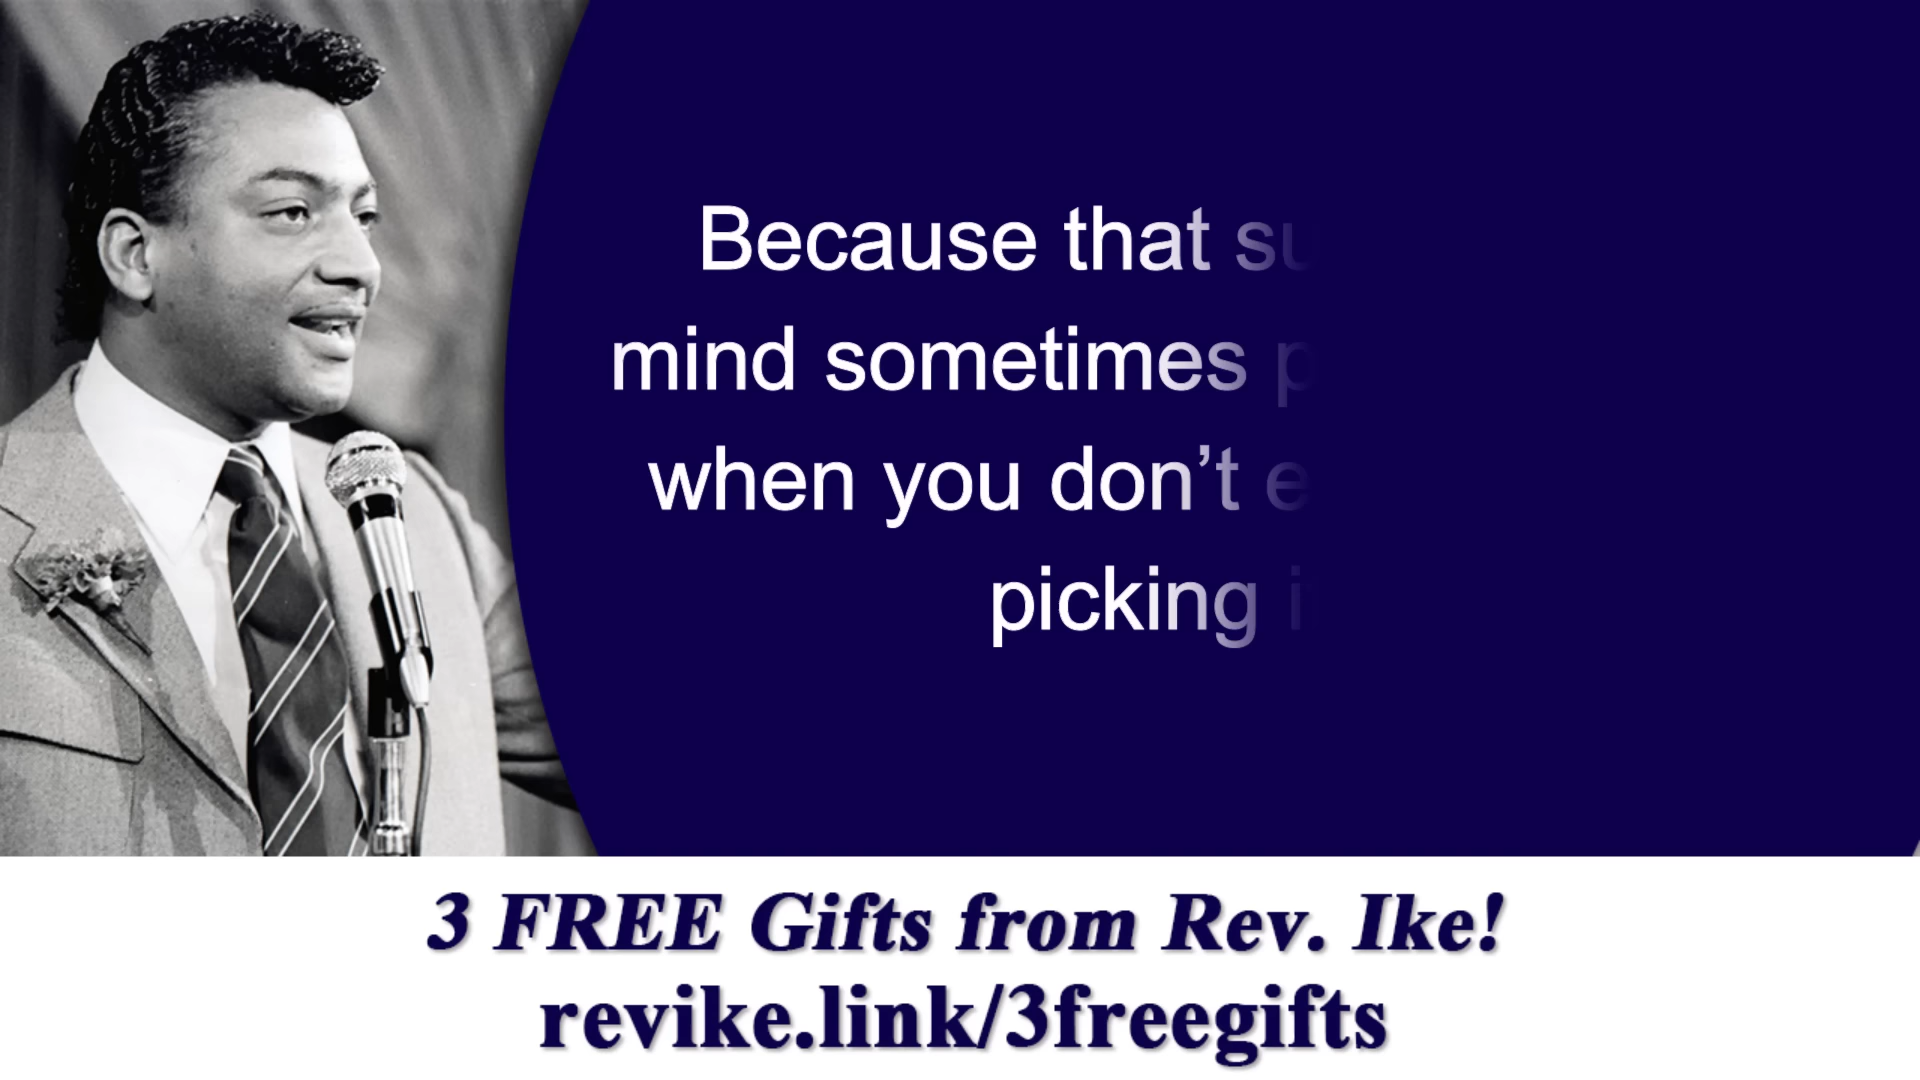 Because that
mind sometimes
when you don’t
picking
3 FREE Gifts from Rev. Ike!
revike.link/3freegifts